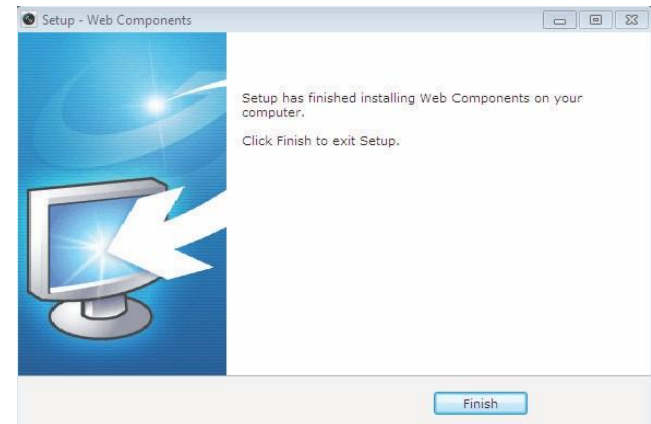 Setup - Web Components
Setup has finished installing Web Components on your
computer.
Click Finish to exit Setup.
Finish